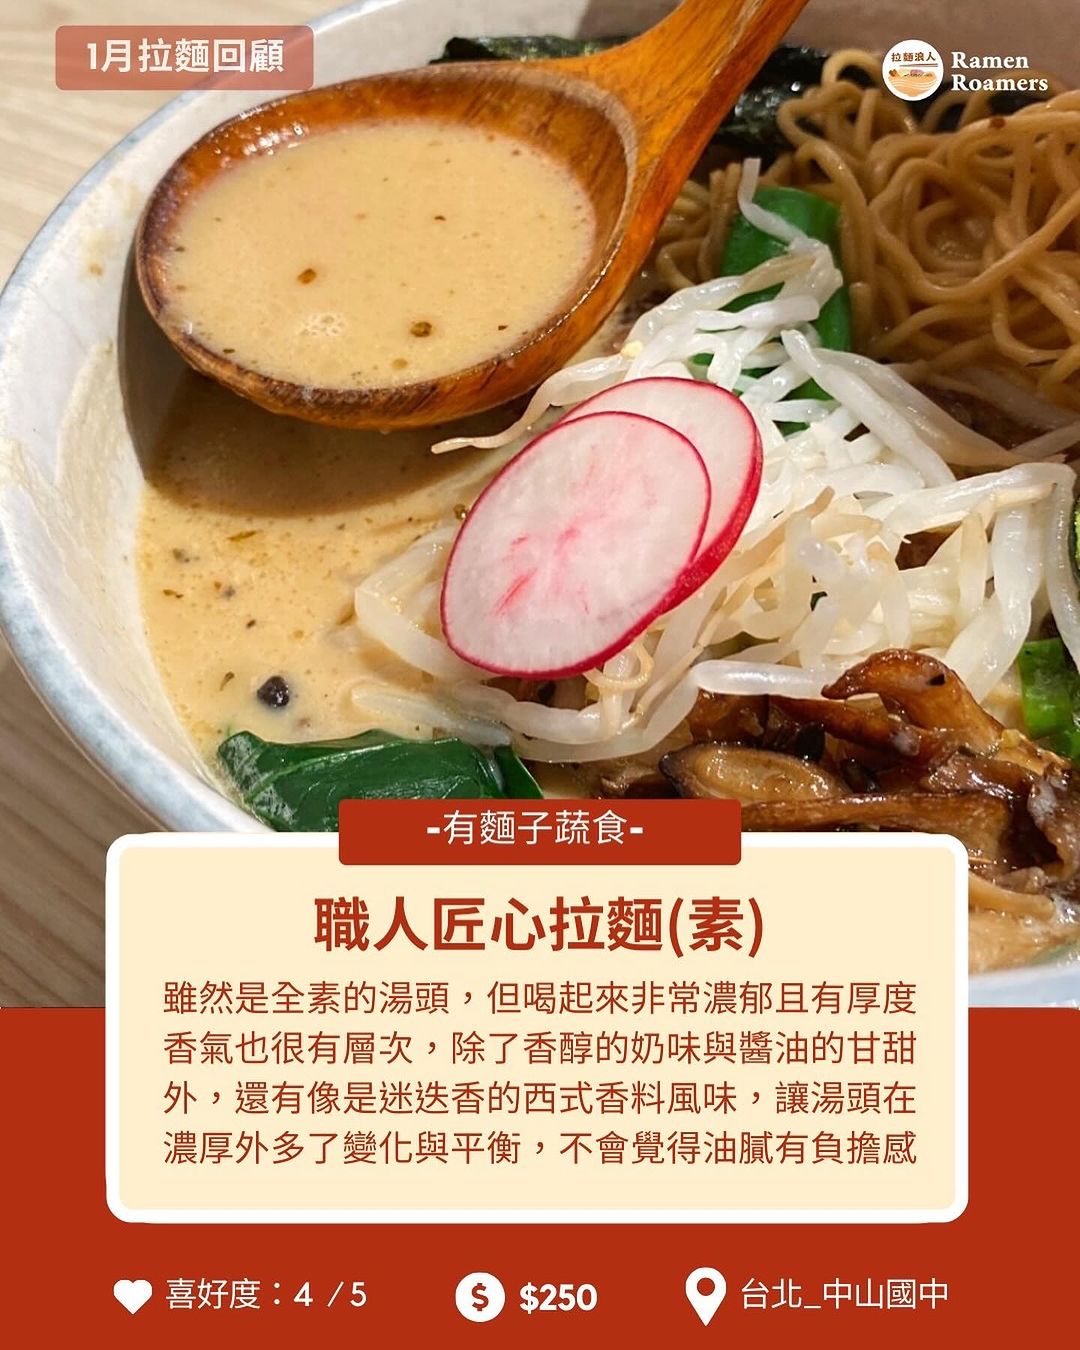 1月拉麵回顧
拉麵浪人
Ramen
Roamers
-有麵子蔬食-
職人匠心拉麵(素)
雖然是全素的湯頭，但喝起來非常濃郁且有厚度
香氣也很有層次，除了香醇的奶味與醬油的甘甜
外，還有像是迷迭香的西式香料風味，讓湯頭在
濃厚外多了變化與平衡，不會覺得油膩有負擔感
喜好度：4 / 5
$ $250
台北_中山國中